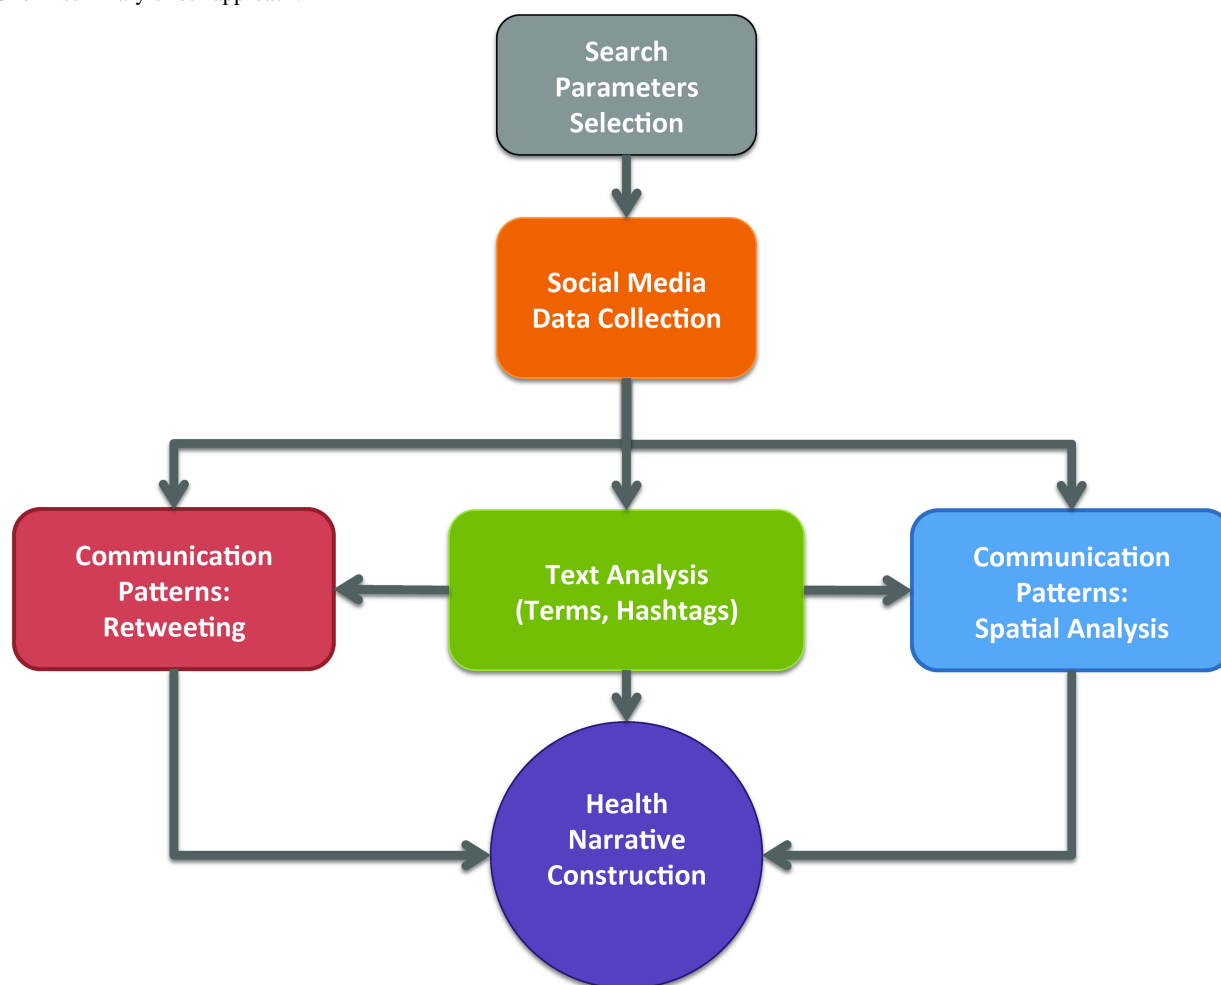 Search
Parameters
Selection
Social Media
Data Collection
Communication
Patterns:
Retweeting
Text Analysis
(Terms, Hashtags)
Communication
Patterns:
Spatial Analysis
Health
Narrative
Construction